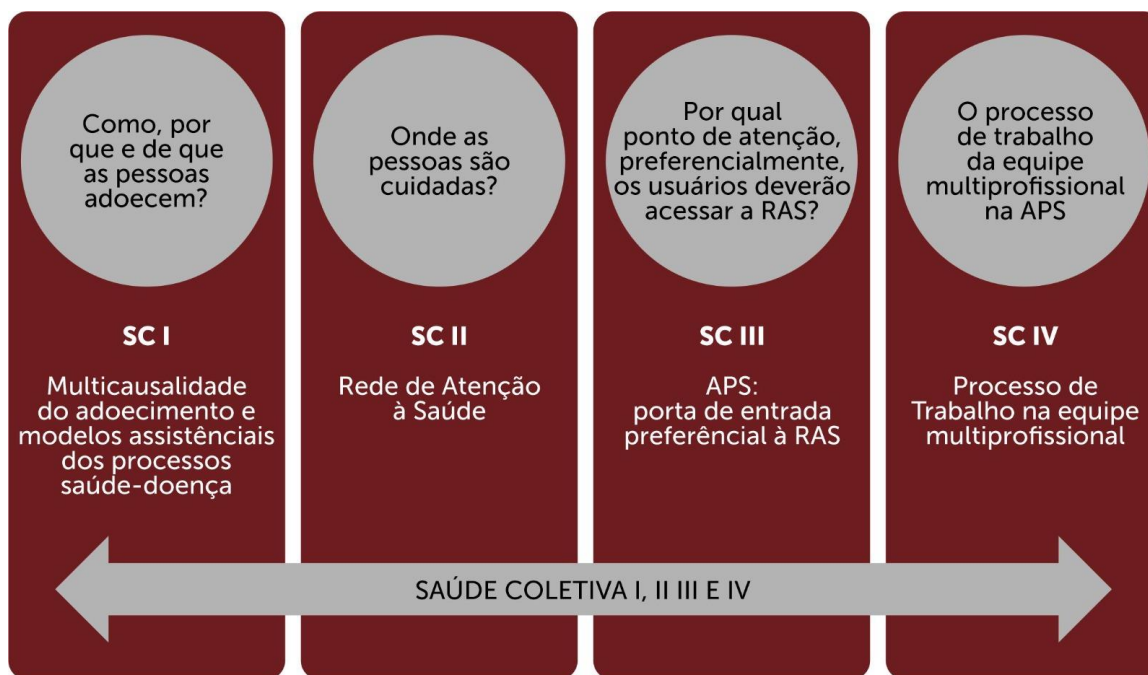 Como, por
que e de que
as pessoas
adoecem?
SC I
Multicausalidade
do adoecimento e
modelos assistênciais
dos processos
saúde-doença
Onde as
pessoas são
cuidadas?
SC II
Rede de Atenção
à Saúde
Por qual
ponto de atenção,
preferencialmente,
os usuários deverão
acessar a RAS?
SC III
APS:
porta de entrada
preferêncial à RAS
O processo
de trabalho
da equipe
multiprofissional
na APS
SC IV
Processo de
Trabalho na equipe
multiprofissional
SAÚDE COLETIVA I, II III E IV